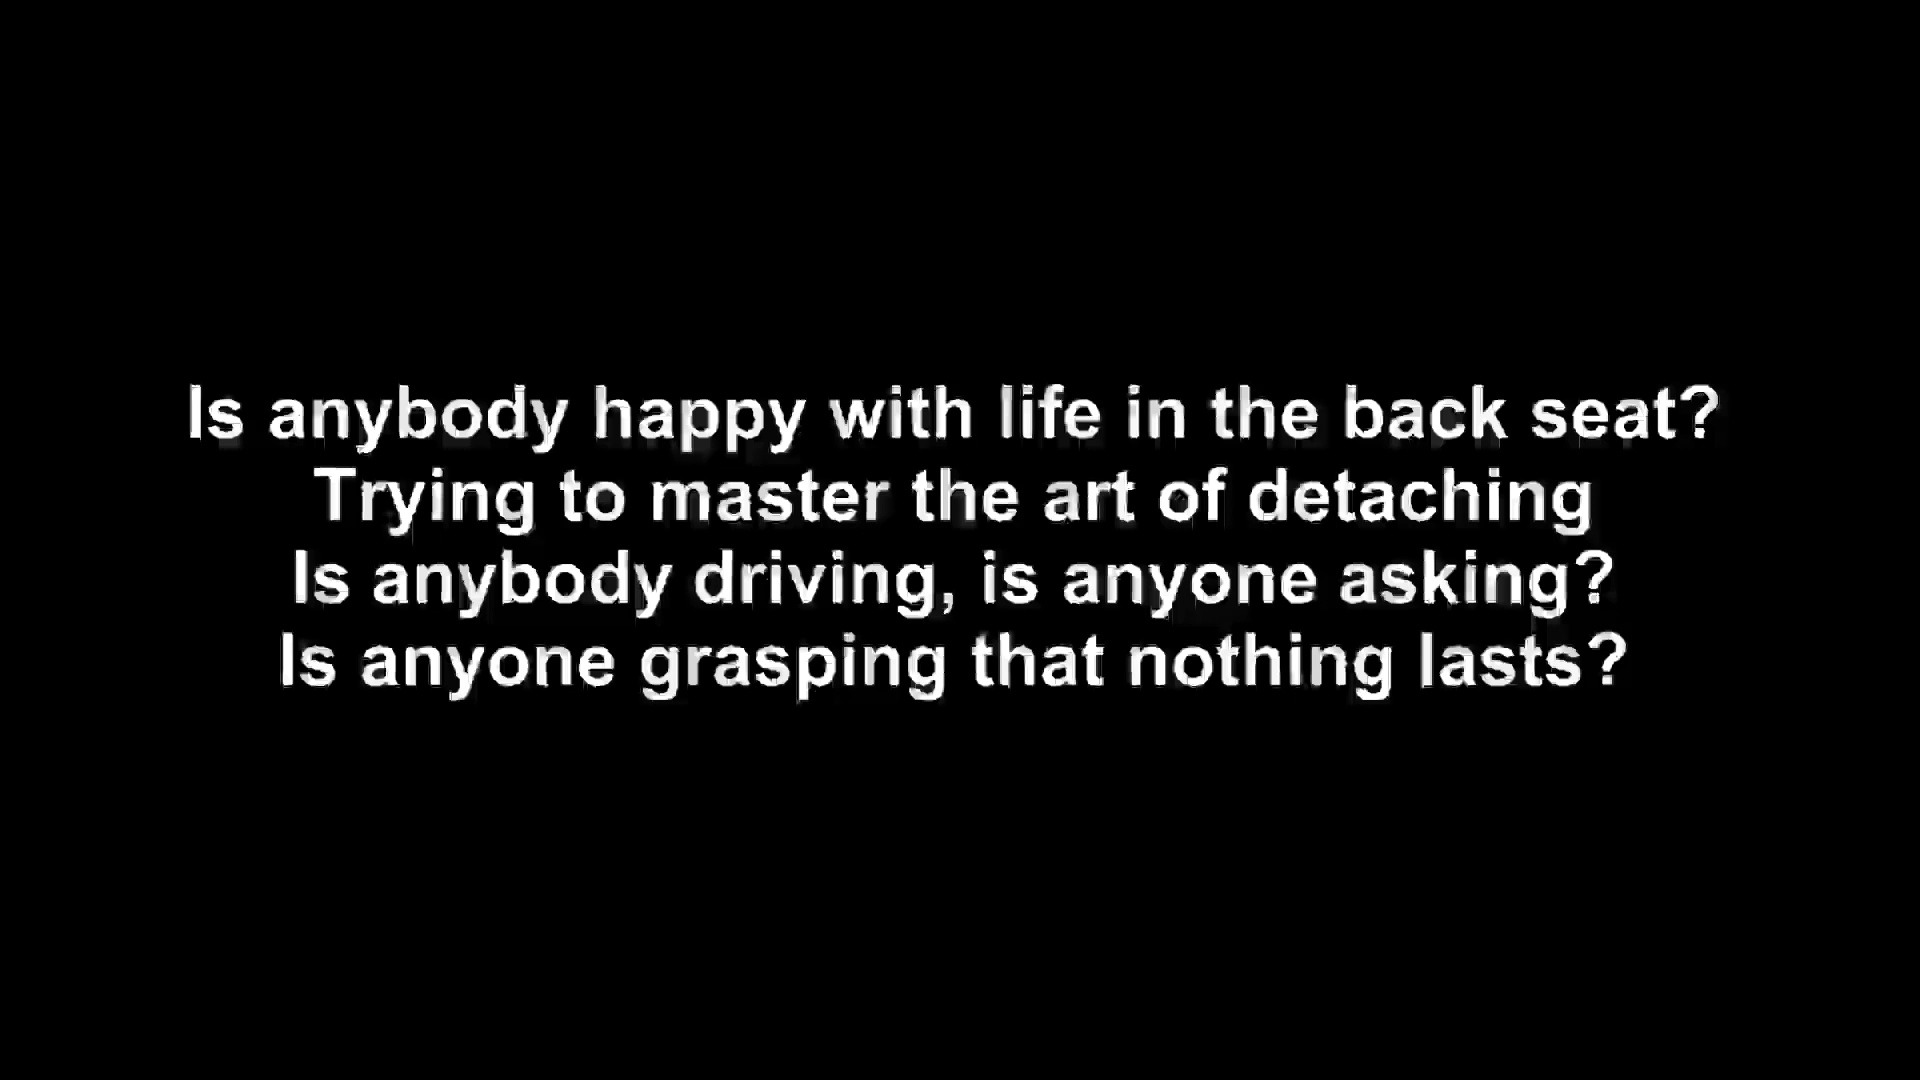 Is anybody happy with life in the back seat?
Trying to master the art of detaching
Is anybody driving, is anyone asking?
Is anyone grasping that nothing lasts?